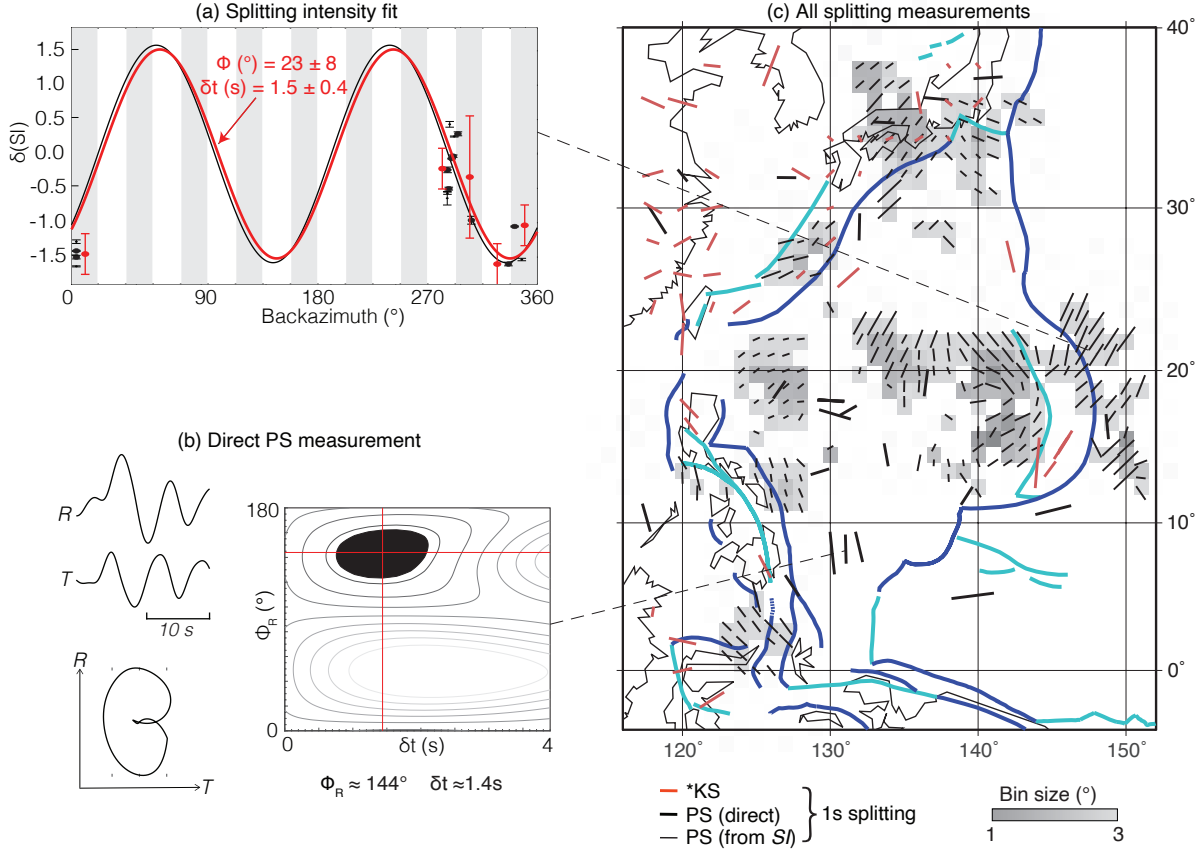 (a) Splitting intensity fit
1.5
1.0
0.5
0.0
-0.5
-1.0
-1.5
δ(SI)
Φ (°) = 23 ± 8
δt (s) = 1.5 ± 0.4
0 90 180 270 360
Backazimuth (°)
(b) Direct PS measurement
R
T
10 s
R
T
180
Φ_R (°)
0
0 δt (s) 4
Φ_R ≈ 144° δt ≈1.4s
(c) All splitting measurements
40°
30°
20°
10°
0°
120° 130° 140° 150°
*KS
PS (direct)
PS (from SI)
1s splitting
Bin size (°)
1 3